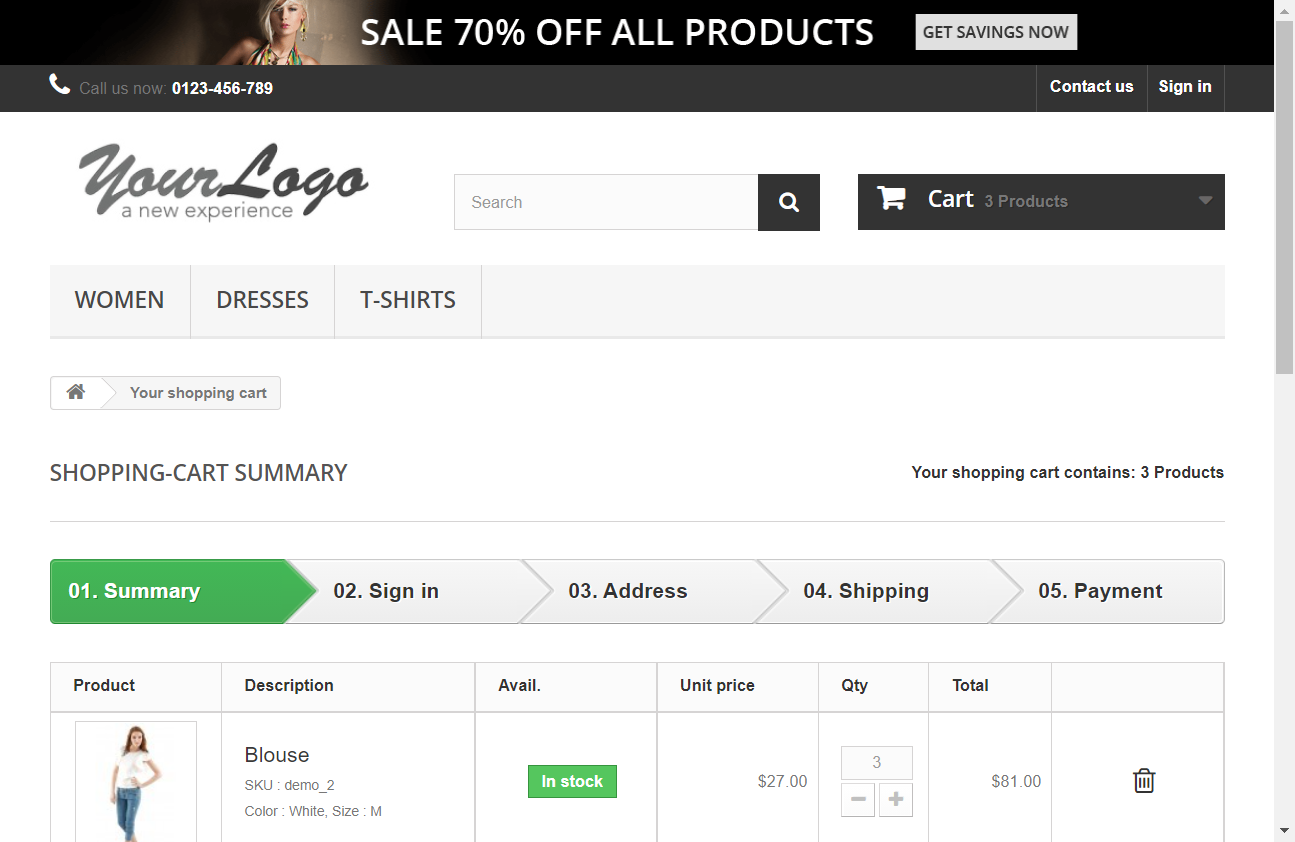 SALE 70% OFF ALL PRODUCTS GET SAVINGS NOW
Call us now: 0123-456-789 Contact us Sign in
YourLogo
a new experience
Search
Cart 3 Products
WOMEN DRESSES T-SHIRTS
Your shopping cart
SHOPPING-CART SUMMARY Your shopping cart contains: 3 Products
01. Summary 02. Sign in 03. Address 04. Shipping 05. Payment
Product Description Avail. Unit price Qty Total
Blouse
SKU : demo_2
Color : White, Size : M
In stock
$27.00
3
$81.00